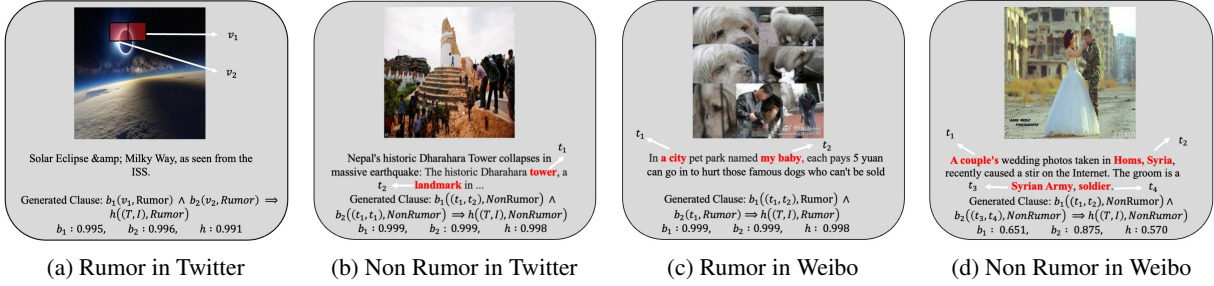 v₁
v₂
Solar Eclipse &amp; Milky Way, as seen from the
ISS.
Generated Clause: b₁(v₁, Rumor) ∧ b₂(v₂, Rumor) ⟹
h((T, I), Rumor)
b₁ : 0.995, b₂ : 0.996, h : 0.991
(a) Rumor in Twitter
t₁
Nepal's historic Dharahara Tower collapses in
massive earthquake: The historic Dharahara tower, a
t₂ landmark in ...
Generated Clause: b₁((t₁, t₂), NonRumor) ∧
b₂((t₁, t₁), NonRumor) ⟹ h((T, I), NonRumor)
b₁ : 0.999, b₂ : 0.999, h : 0.998
(b) Non Rumor in Twitter
t₁
t₂
In a city pet park named my baby, each pays 5 yuan
can go in to hurt those famous dogs who can't be sold
Generated Clause: b₁((t₁, t₂), Rumor) ∧
b₂(t₁, Rumor) ⟹ h((T, I), Rumor)
b₁ : 0.999, b₂ : 0.999, h : 0.998
(c) Rumor in Weibo
t₁
t₂
A couple's wedding photos taken in Homs, Syria,
recently caused a stir on the Internet. The groom is a
t₃ Syrian Army, soldier. t₄
Generated Clause: b₁((t₁, t₂), NonRumor) ∧
b₂((t₃, t₄), NonRumor) ⟹ h((T, I), NonRumor)
b₁ : 0.651, b₂ : 0.875, h : 0.570
(d) Non Rumor in Weibo